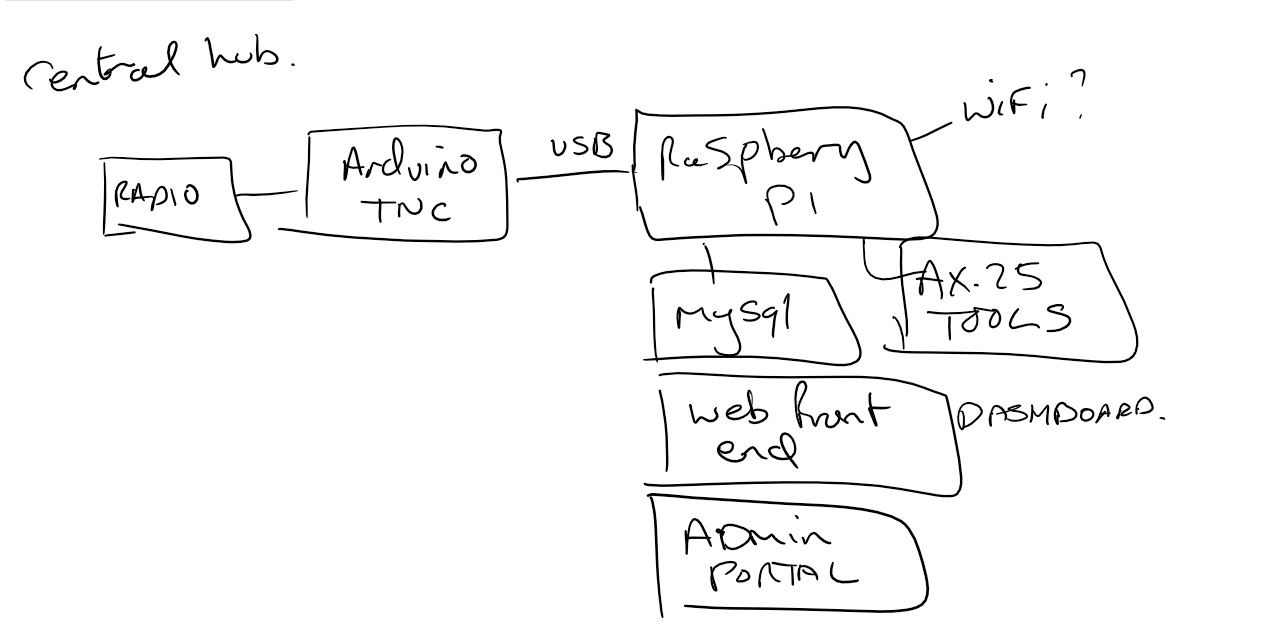 Central hub.
RADIO
Arduino
TNC
USB
Raspberry
Pi
WiFi?
MySql
AX.25
TOOLS
web front
end
DASHBOARD.
ADmin
PORTAL